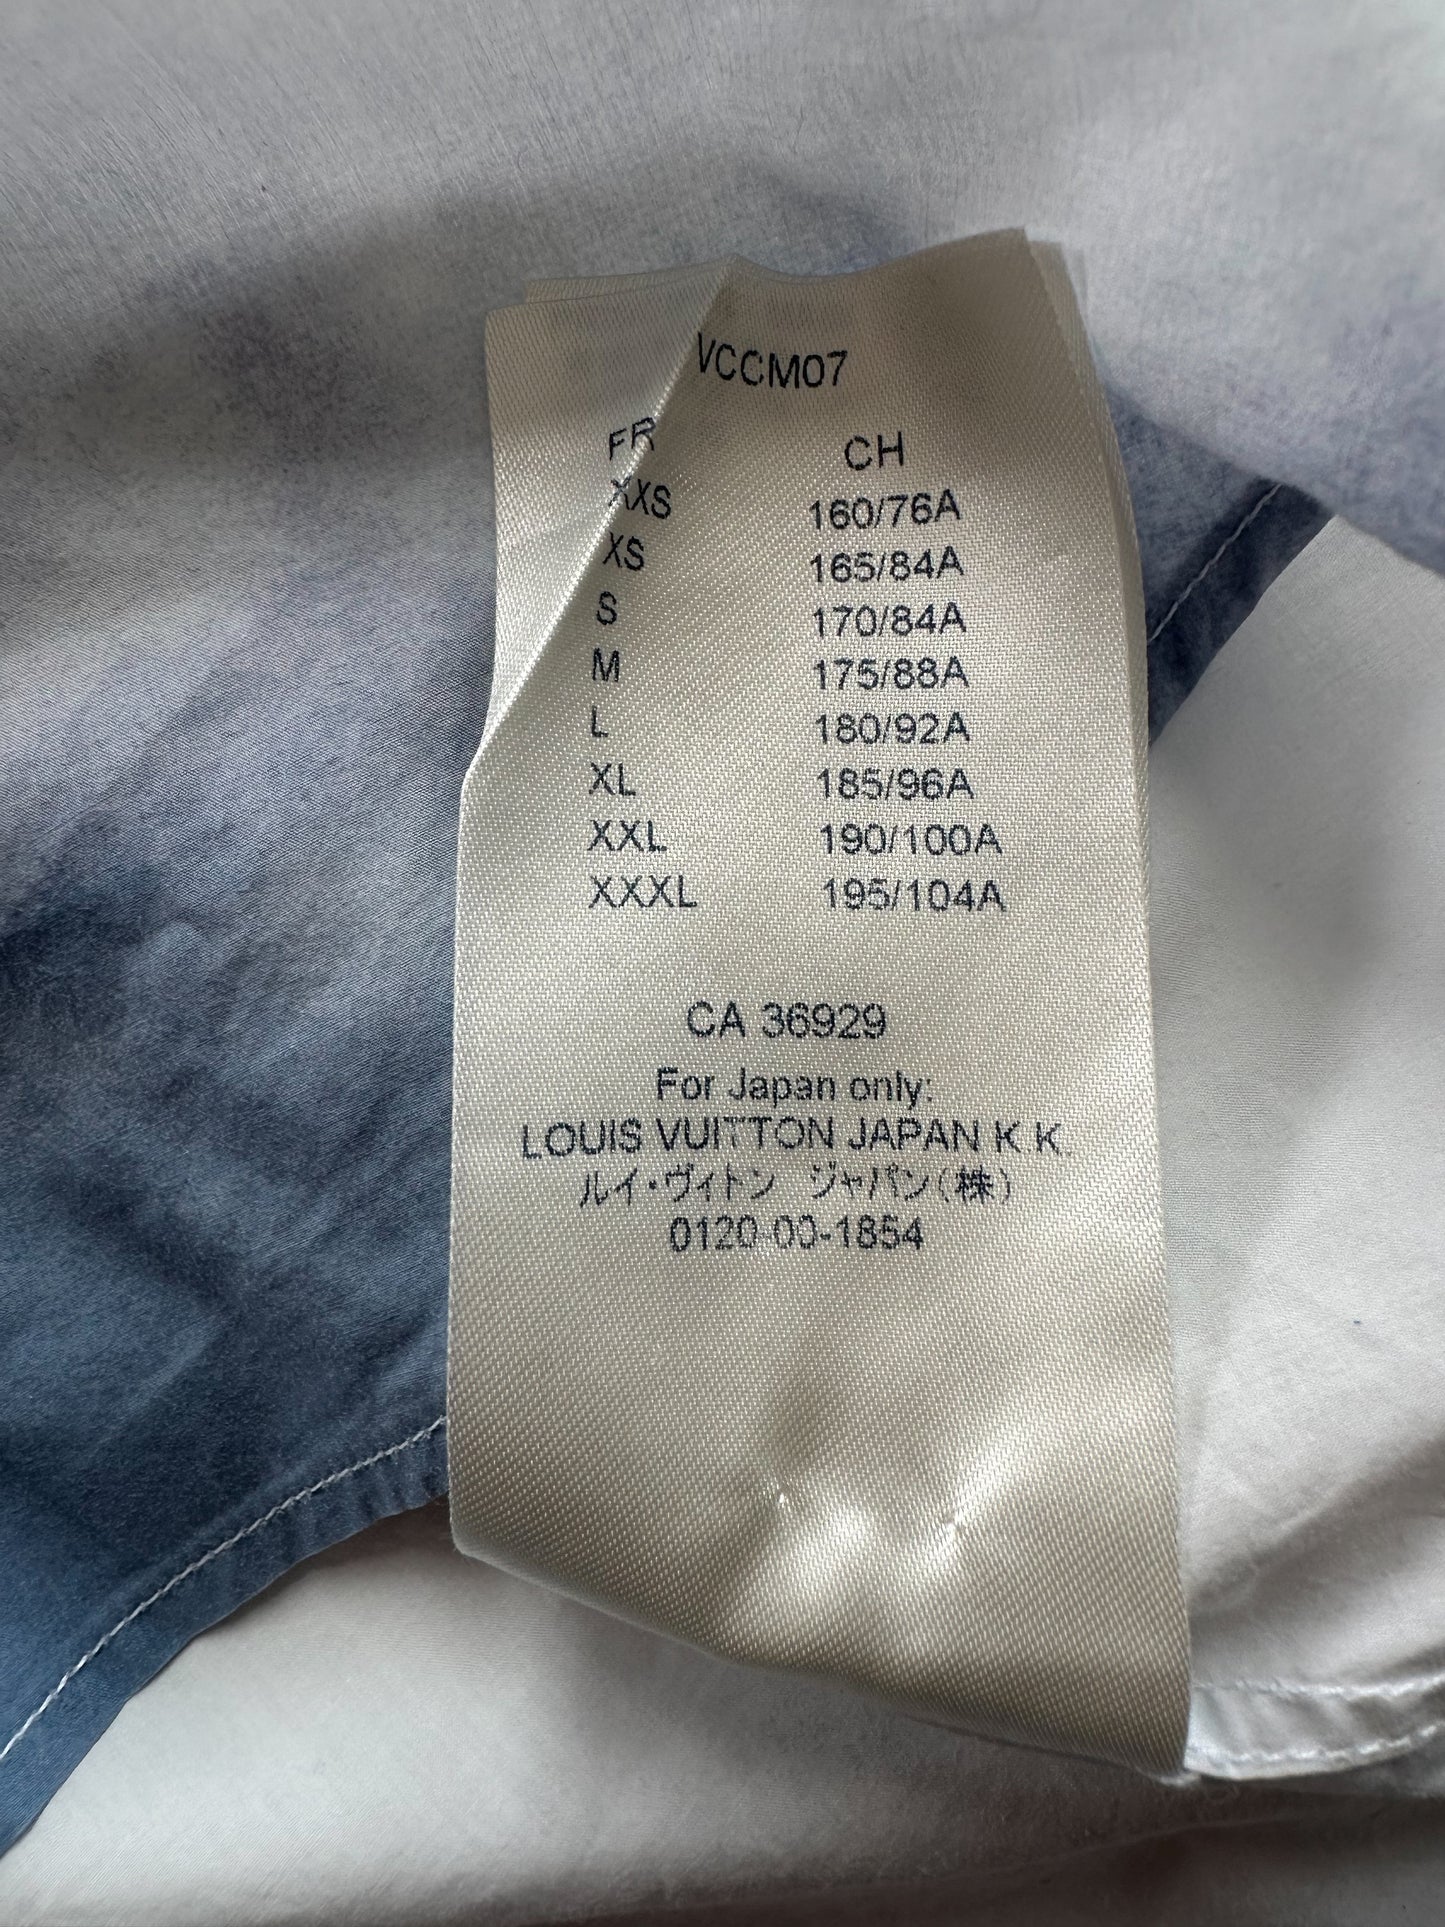 VCCM07
FR CH
XXS 160/76A
XS 165/84A
S 170/84A
M 175/88A
L 180/92A
XL 185/96A
XXL 190/100A
XXXL 195/104A
CA 36929
For Japan only:
LOUIS VUITTON JAPAN K.K.
ルイ・ヴィトン ジャパン(株)
0120-00-1854